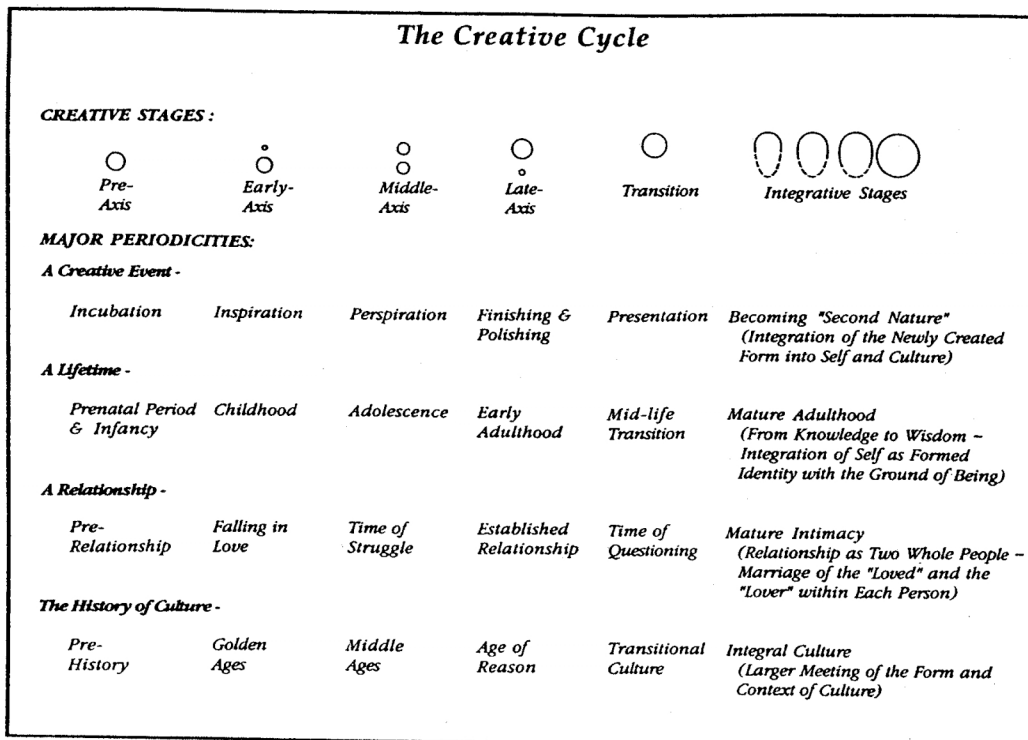 The Creative Cycle
CREATIVE STAGES :
Pre-
Axis
Early-
Axis
Middle-
Axis
Late-
Axis
Transition
Integrative Stages
MAJOR PERIODICITIES:
A Creative Event -
Incubation
Inspiration
Perspiration
Finishing &
Polishing
Presentation
Becoming "Second Nature"
(Integration of the Newly Created
Form into Self and Culture)
A Lifetime -
Prenatal Period
& Infancy
Childhood
Adolescence
Early
Adulthood
Mid-life
Transition
Mature Adulthood
(From Knowledge to Wisdom –
Integration of Self as Formed
Identity with the Ground of Being)
A Relationship -
Pre-
Relationship
Falling in
Love
Time of
Struggle
Established
Relationship
Time of
Questioning
Mature Intimacy
(Relationship as Two Whole People –
Marriage of the "Loved" and the
"Lover" within Each Person)
The History of Culture -
Pre-
History
Golden
Ages
Middle
Ages
Age of
Reason
Transitional
Culture
Integral Culture
(Larger Meeting of the Form and
Context of Culture)